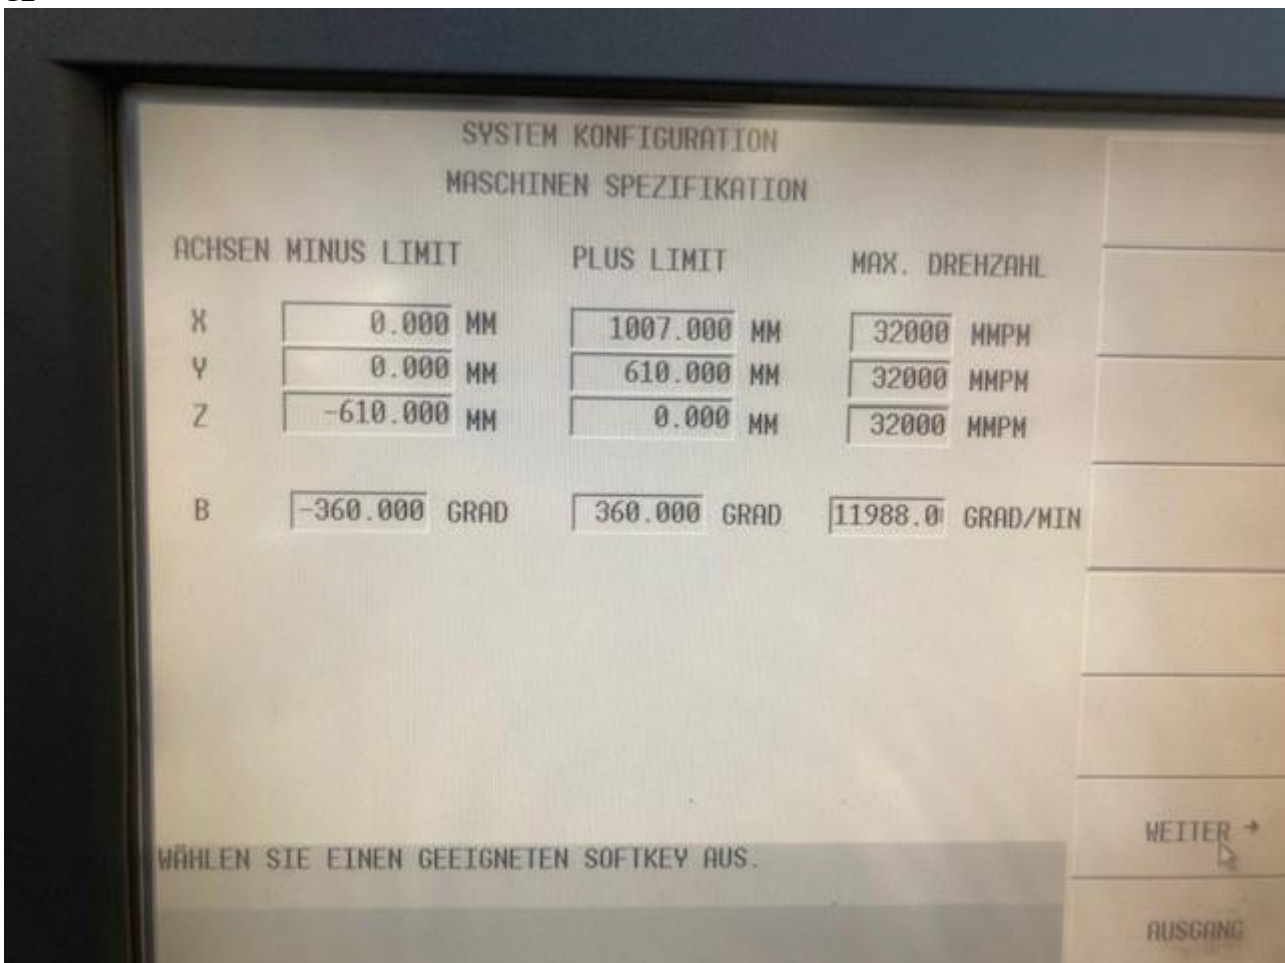 SYSTEM KONFIGURATION
MASCHINEN SPEZIFIKATION
ACHSEN MINUS LIMIT PLUS LIMIT MAX. DREHZAHL
X 0.000 MM 1007.000 MM 32000 MMPM
Y 0.000 MM 610.000 MM 32000 MMPM
Z -610.000 MM 0.000 MM 32000 MMPM
B -360.000 GRAD 360.000 GRAD 11988.0 GRAD/MIN
WEITER →
WÄHLEN SIE EINEN GEEIGNETEN SOFTKEY AUS.
AUSGANG